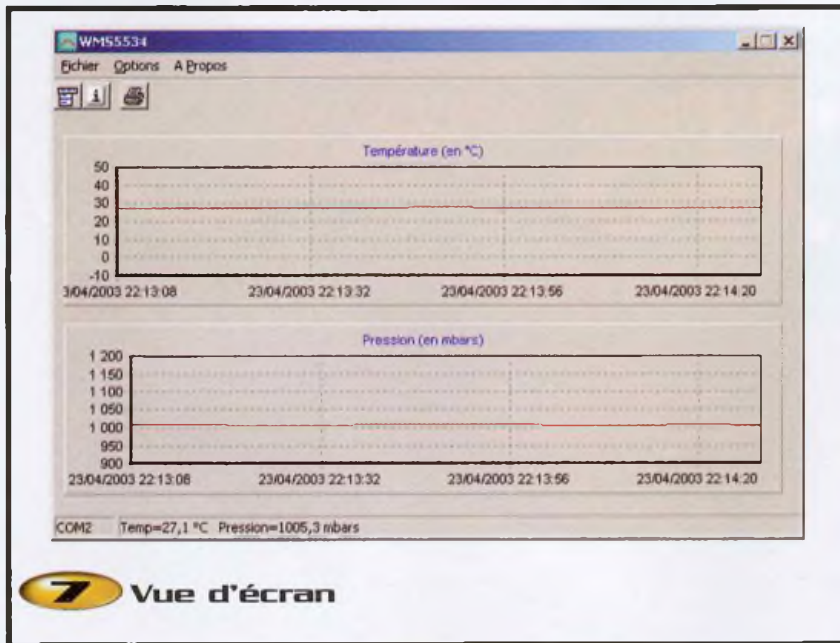 WMS5534
Fichier Options A Propos
Température (en °C)
50
40
30
20
10
0
-10
3/04/2003 22:13:08 23/04/2003 22:13:32 23/04/2003 22:13:56 23/04/2003 22:14:20
Pression (en mbars)
1 200
1 150
1 100
1 050
1 000
950
900
23/04/2003 22:13:08 23/04/2003 22:13:32 23/04/2003 22:13:56 23/04/2003 22:14:20
COM2 Temp=27,1 °C Pression=1005,3 mbars
7 Vue d'écran